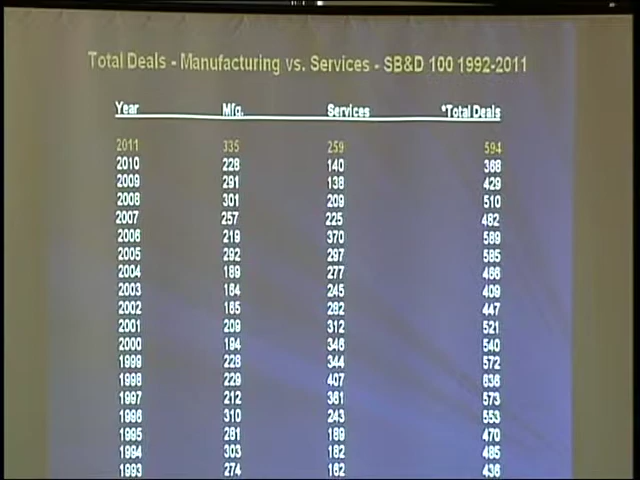 Total Deals - Manufacturing vs. Services - SB&D 100 1992-2011
Year Mfg. Services *Total Deals
2011 335 259 594
2010 228 140 368
2009 291 138 429
2008 301 209 510
2007 257 225 482
2006 219 370 589
2005 292 297 585
2004 189 277 466
2003 164 245 409
2002 185 262 447
2001 209 312 521
2000 194 346 540
1999 228 344 572
1998 229 407 636
1997 212 361 573
1996 310 243 553
1995 281 189 470
1994 303 182 485
1993 274 162 436